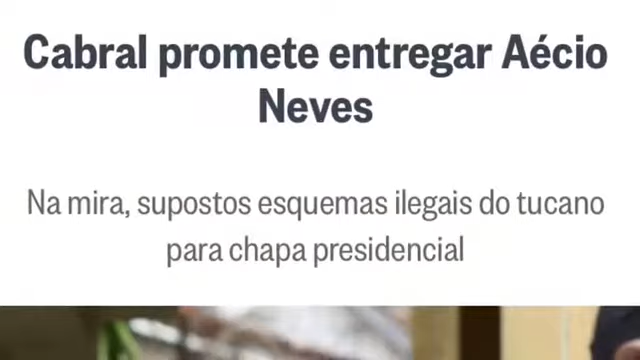 Cabral promete entregar Aécio
Neves
Na mira, supostos esquemas ilegais do tucano
para chapa presidencial